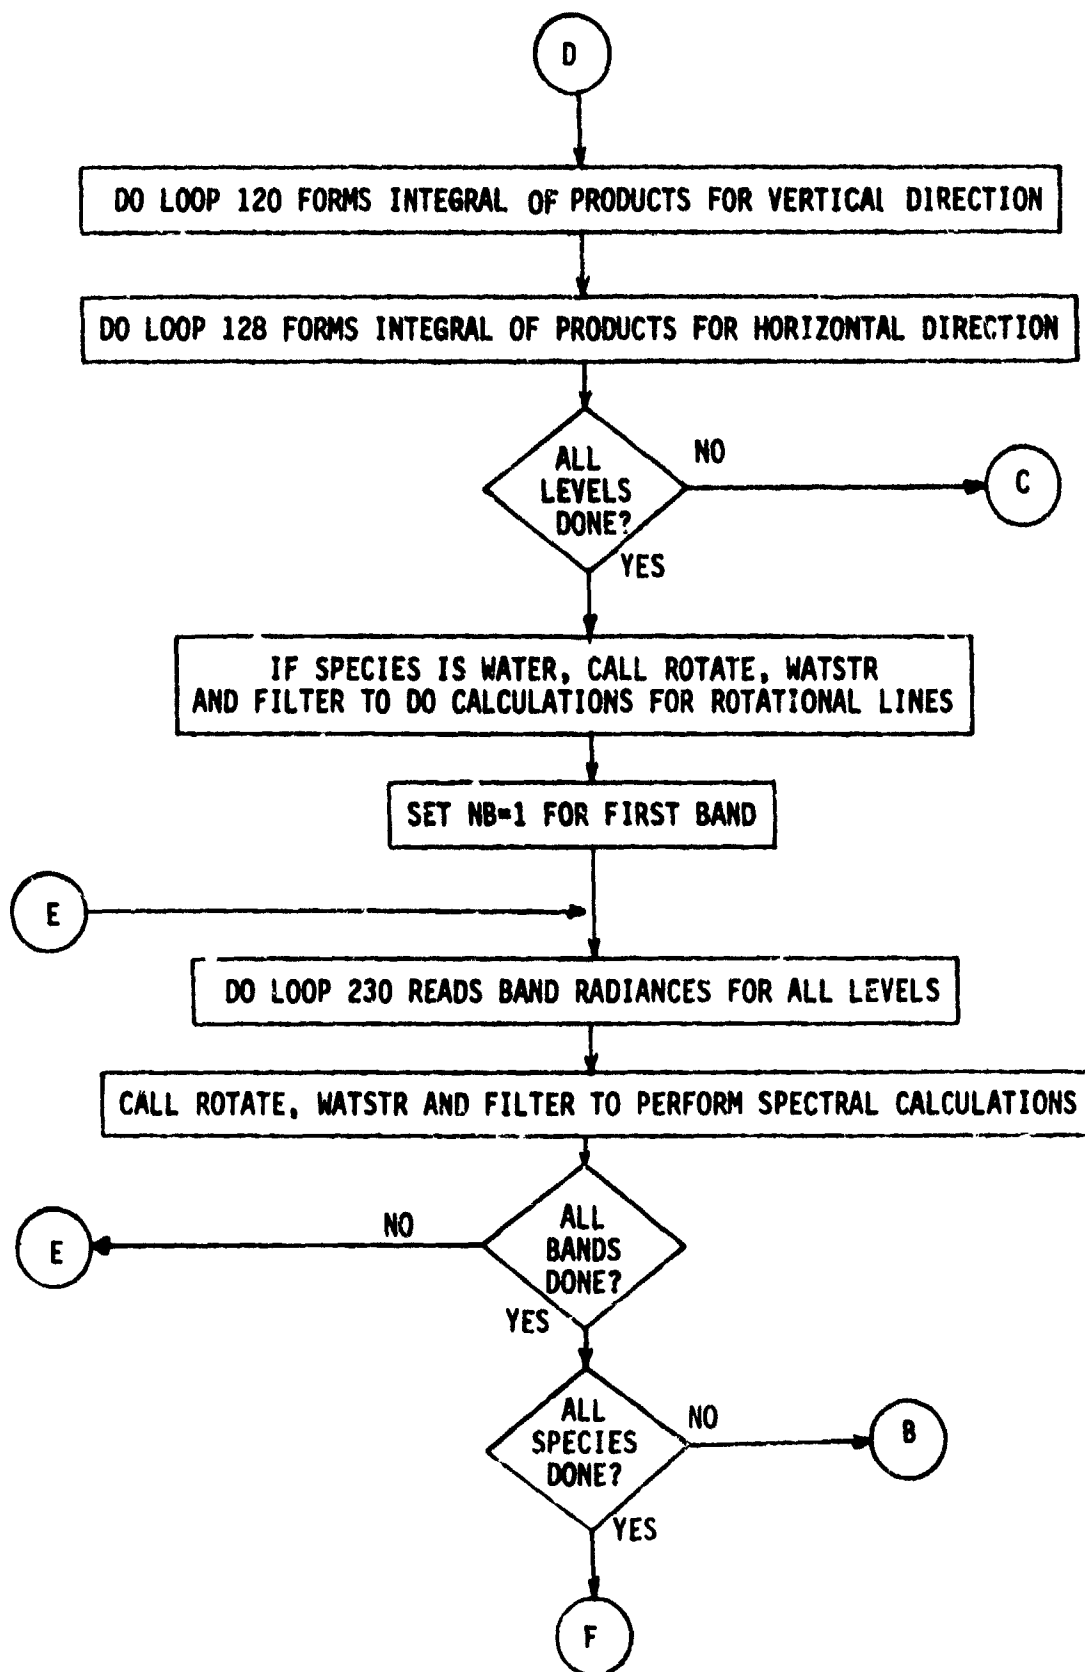 D
DO LOOP 120 FORMS INTEGRAL OF PRODUCTS FOR VERTICAL DIRECTION
DO LOOP 128 FORMS INTEGRAL OF PRODUCTS FOR HORIZONTAL DIRECTION
ALL
LEVELS
DONE?
NO
C
YES
IF SPECIES IS WATER, CALL ROTATE, WATSTR
AND FILTER TO DO CALCULATIONS FOR ROTATIONAL LINES
SET NB=1 FOR FIRST BAND
E
DO LOOP 230 READS BAND RADIANCES FOR ALL LEVELS
CALL ROTATE, WATSTR AND FILTER TO PERFORM SPECTRAL CALCULATIONS
E
NO
ALL
BANDS
DONE?
YES
ALL
SPECIES
DONE?
NO
B
YES
F